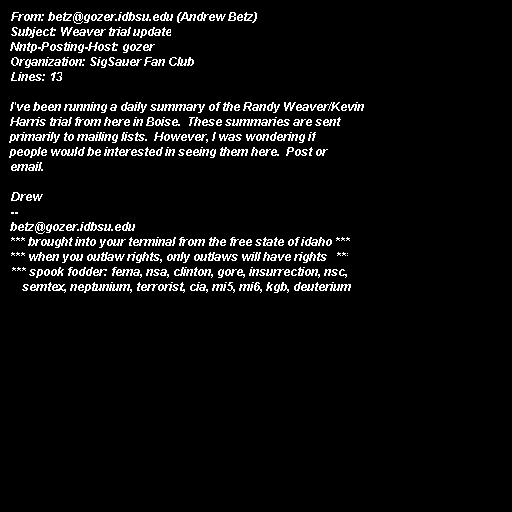 From: betz@gozer.idbsu.edu (Andrew Betz)
Subject: Weaver trial update
Nntp-Posting-Host: gozer
Organization: SigSauer Fan Club
Lines: 13

I've been running a daily summary of the Randy Weaver/Kevin
Harris trial from here in Boise.  These summaries are sent
primarily to mailing lists.  However, I was wondering if
people would be interested in seeing them here.  Post or
email.

Drew
--
betz@gozer.idbsu.edu
*** brought into your terminal from the free state of idaho ***
*** when you outlaw rights, only outlaws will have rights   **
*** spook fodder: fema, nsa, clinton, gore, insurrection, nsc,
    semtex, neptunium, terrorist, cia, mi5, mi6, kgb, deuterium